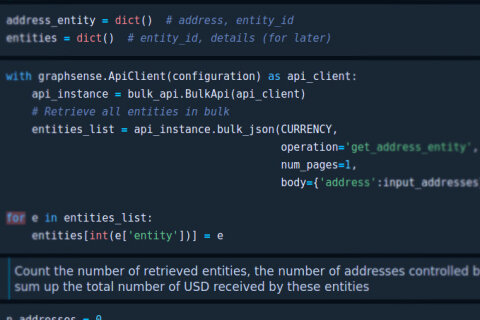 address_entity = dict()  # address, entity_id
entities = dict()  # entity_id, details (for later)
with graphsense.ApiClient(configuration) as api_client:
    api_instance = bulk_api.BulkApi(api_client)
    # Retrieve all entities in bulk
    entities_list = api_instance.bulk_json(CURRENCY,
                                           operation='get_address_entity',
                                           num_pages=1,
                                           body={'address':input_addresses
for e in entities_list:
    entities[int(e['entity'])] = e
Count the number of retrieved entities, the number of addresses controlled
sum up the total number of USD received by these entities
n_addresses = 0